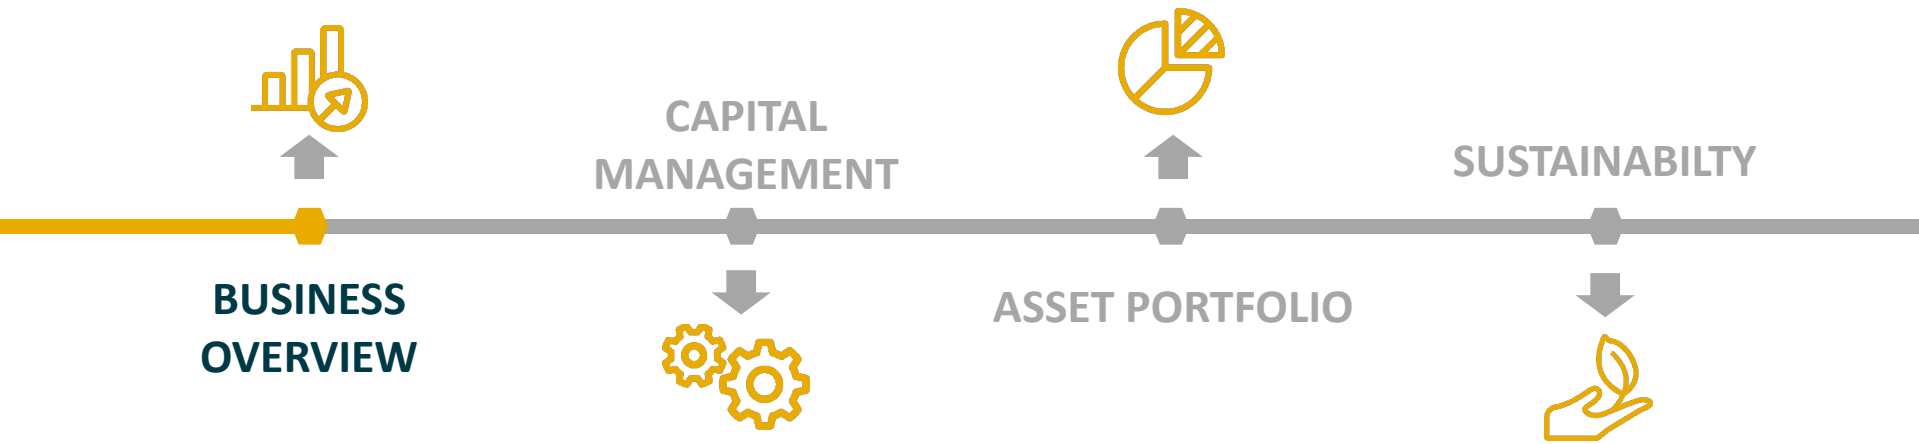 BUSINESS
OVERVIEW
CAPITAL
MANAGEMENT
ASSET PORTFOLIO
SUSTAINABILTY